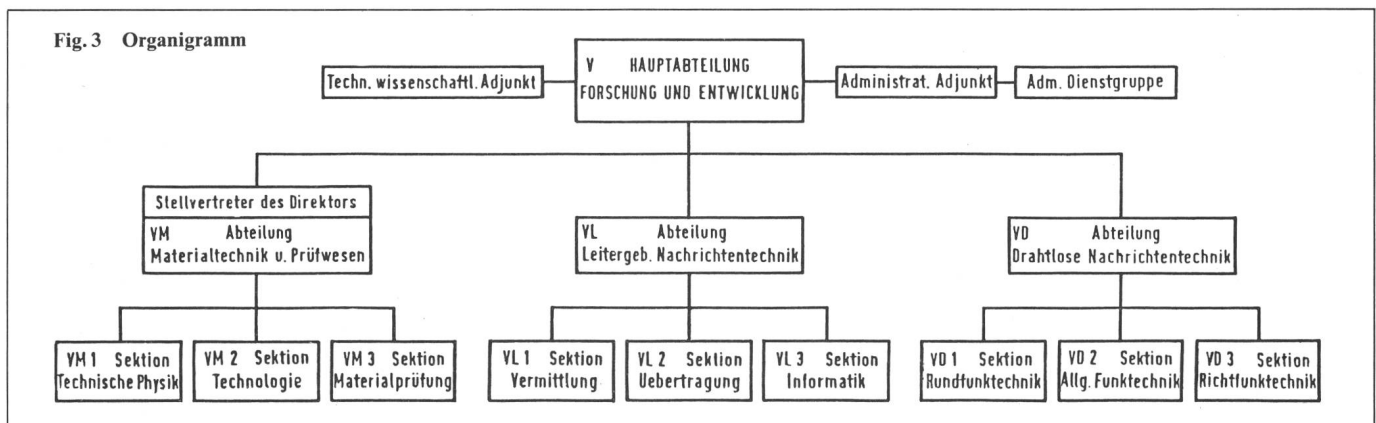 Fig. 3 Organigramm
V HAUPTABTEILUNG
FORSCHUNG UND ENTWICKLUNG
Techn. wissenschaftl. Adjunkt
Administrat. Adjunkt
Adm. Dienstgruppe
Stellvertreter des Direktors
VM Abteilung
Materialtechnik u. Prüfwesen
VL Abteilung
Leitergeb. Nachrichtentechnik
VD Abteilung
Drahtlose Nachrichtentechnik
VM 1 Sektion
Technische Physik
VM 2 Sektion
Technologie
VM 3 Sektion
Materialprüfung
VL 1 Sektion
Vermittlung
VL 2 Sektion
Uebertragung
VL 3 Sektion
Informatik
VD 1 Sektion
Rundfunktechnik
VD 2 Sektion
Allg. Funktechnik
VD 3 Sektion
Richtfunktechnik